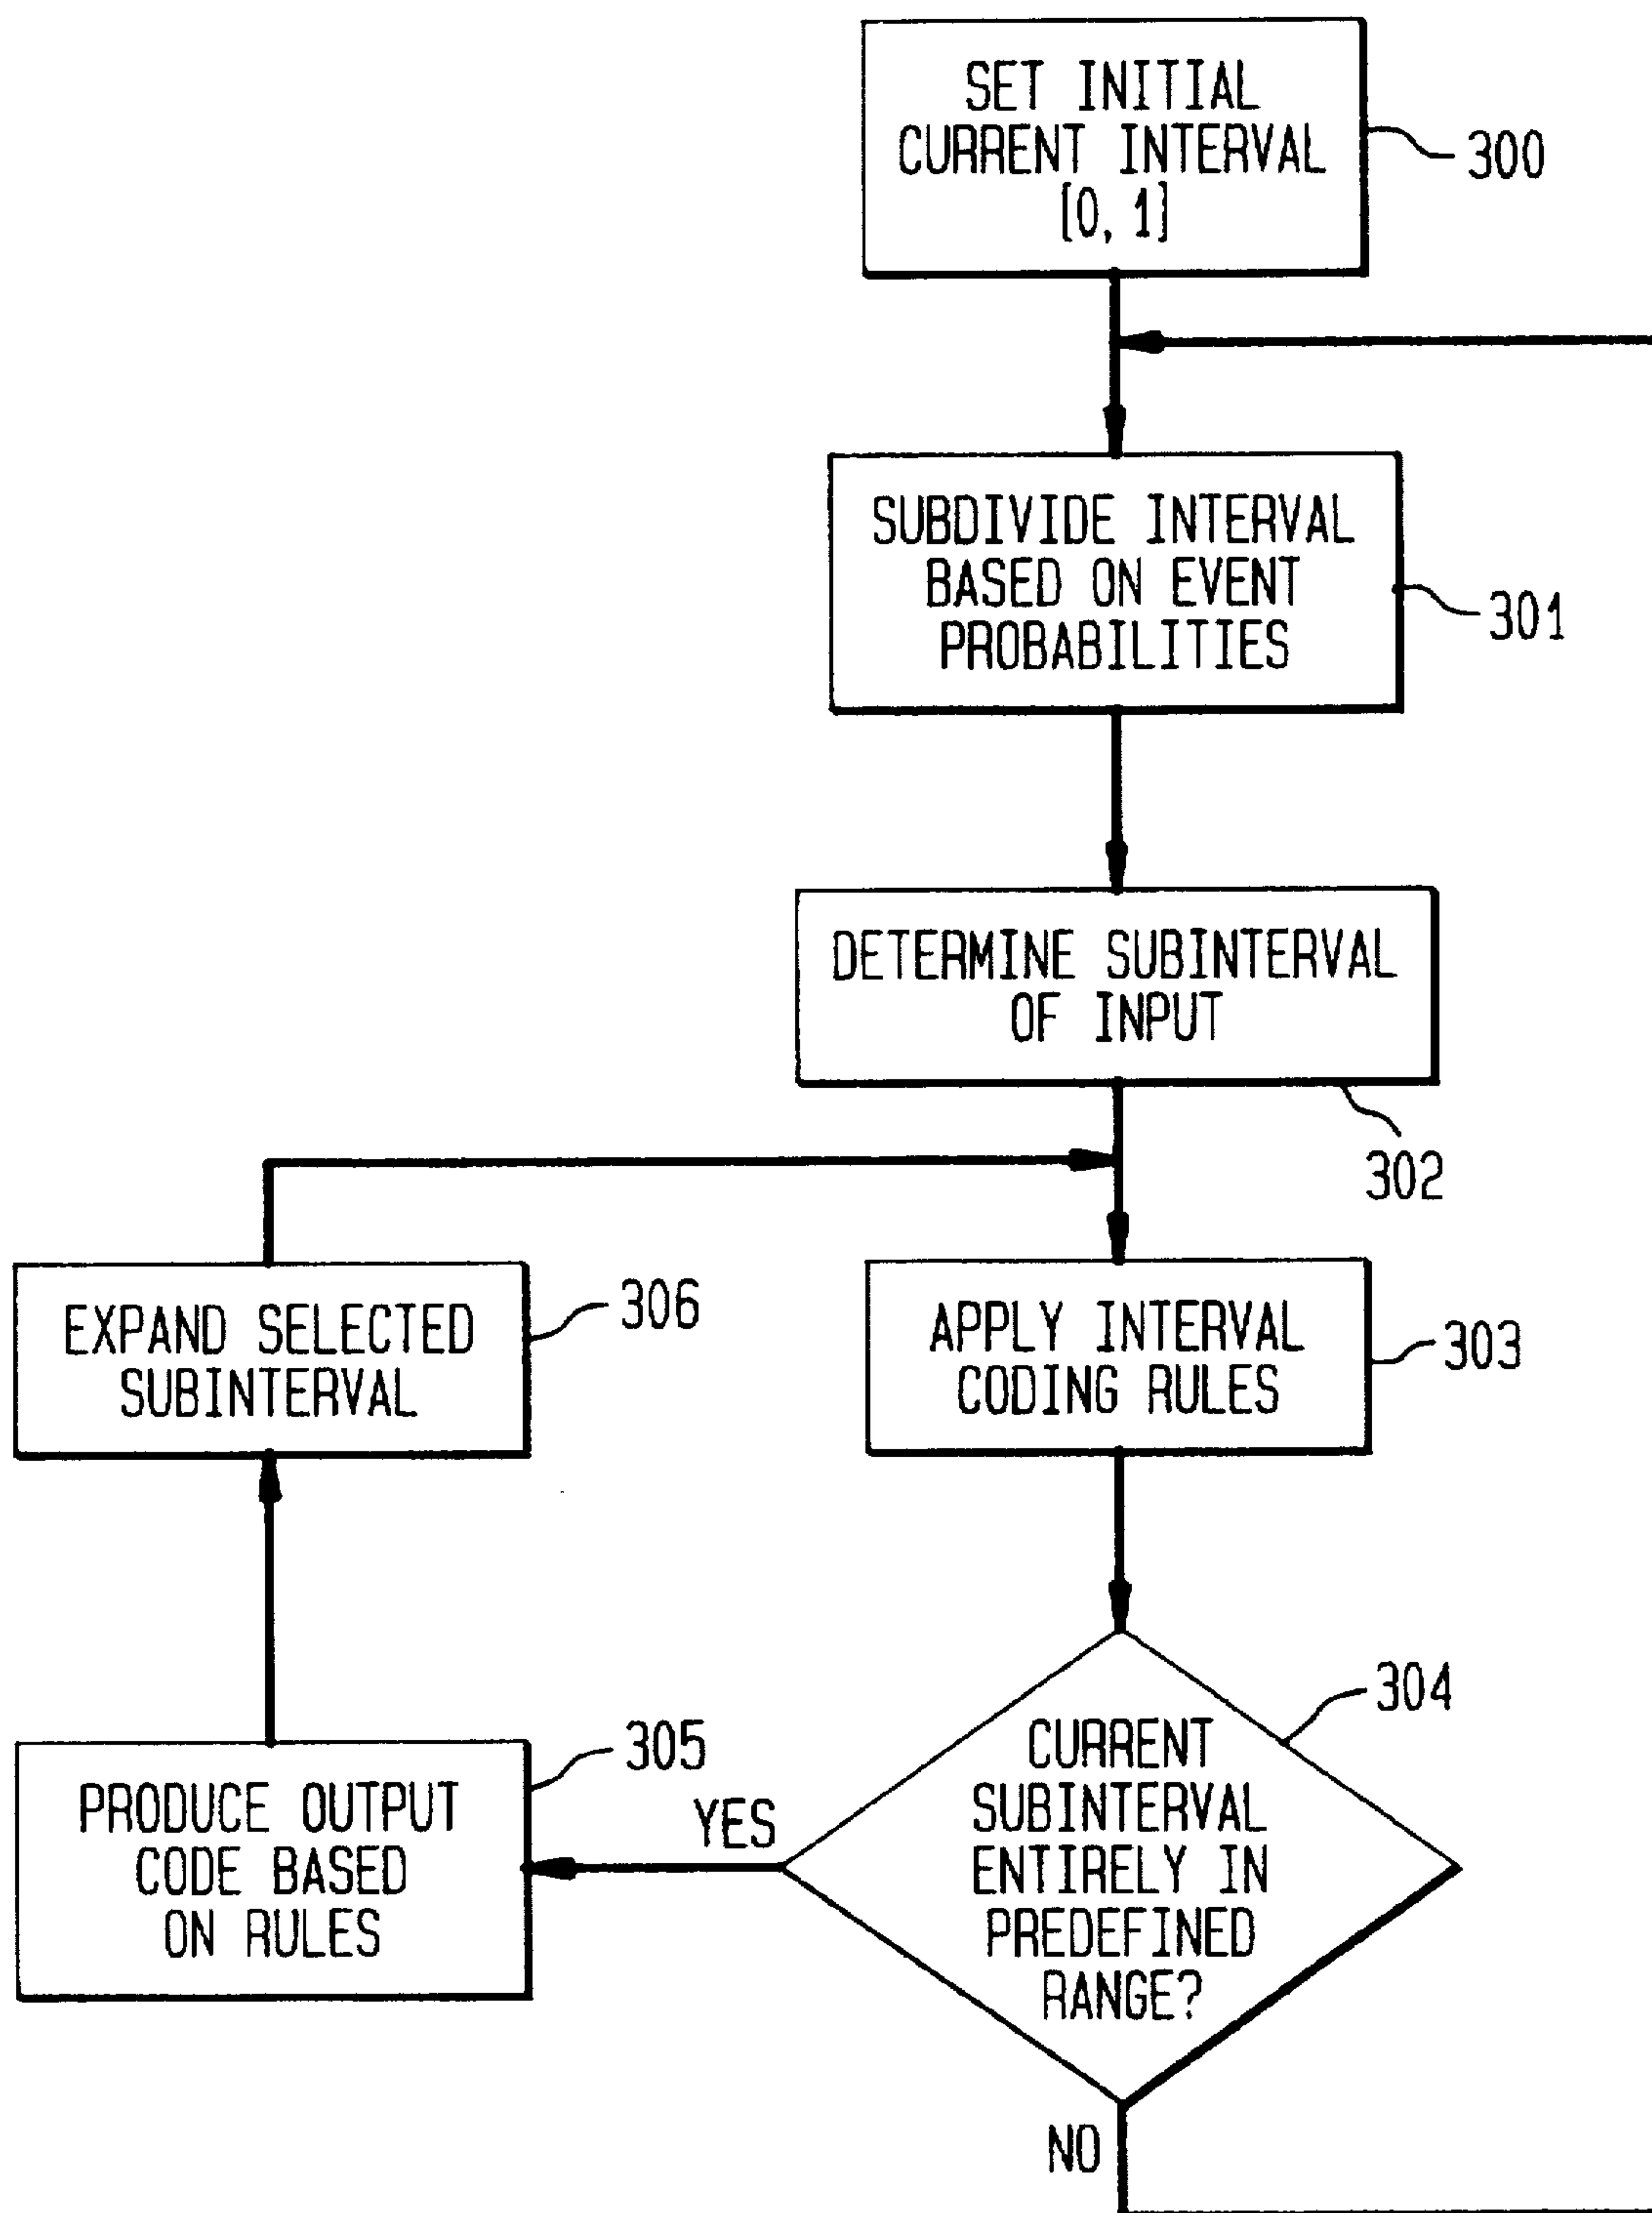 SET INITIAL
CURRENT INTERVAL
[0, 1]
300
SUBDIVIDE INTERVAL
BASED ON EVENT
PROBABILITIES
301
DETERMINE SUBINTERVAL
OF INPUT
302
EXPAND SELECTED
SUBINTERVAL
306
APPLY INTERVAL
CODING RULES
303
CURRENT
SUBINTERVAL
ENTIRELY IN
PREDEFINED
RANGE?
304
YES
PRODUCE OUTPUT
CODE BASED
ON RULES
305
NO